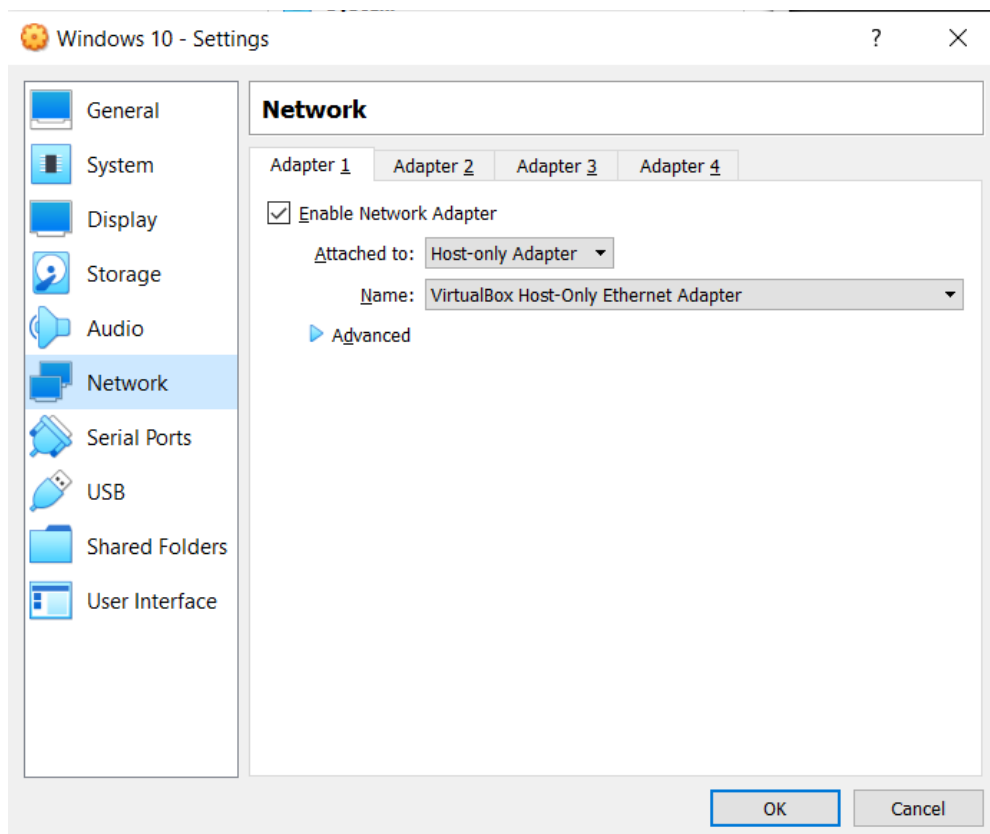 Windows 10 - Settings
?
General
System
Display
Storage
Audio
Network
Serial Ports
USB
Shared Folders
User Interface
Network
Adapter 1 Adapter 2 Adapter 3 Adapter 4
Enable Network Adapter
Attached to: Host-only Adapter
Name: VirtualBox Host-Only Ethernet Adapter
Advanced
OK Cancel